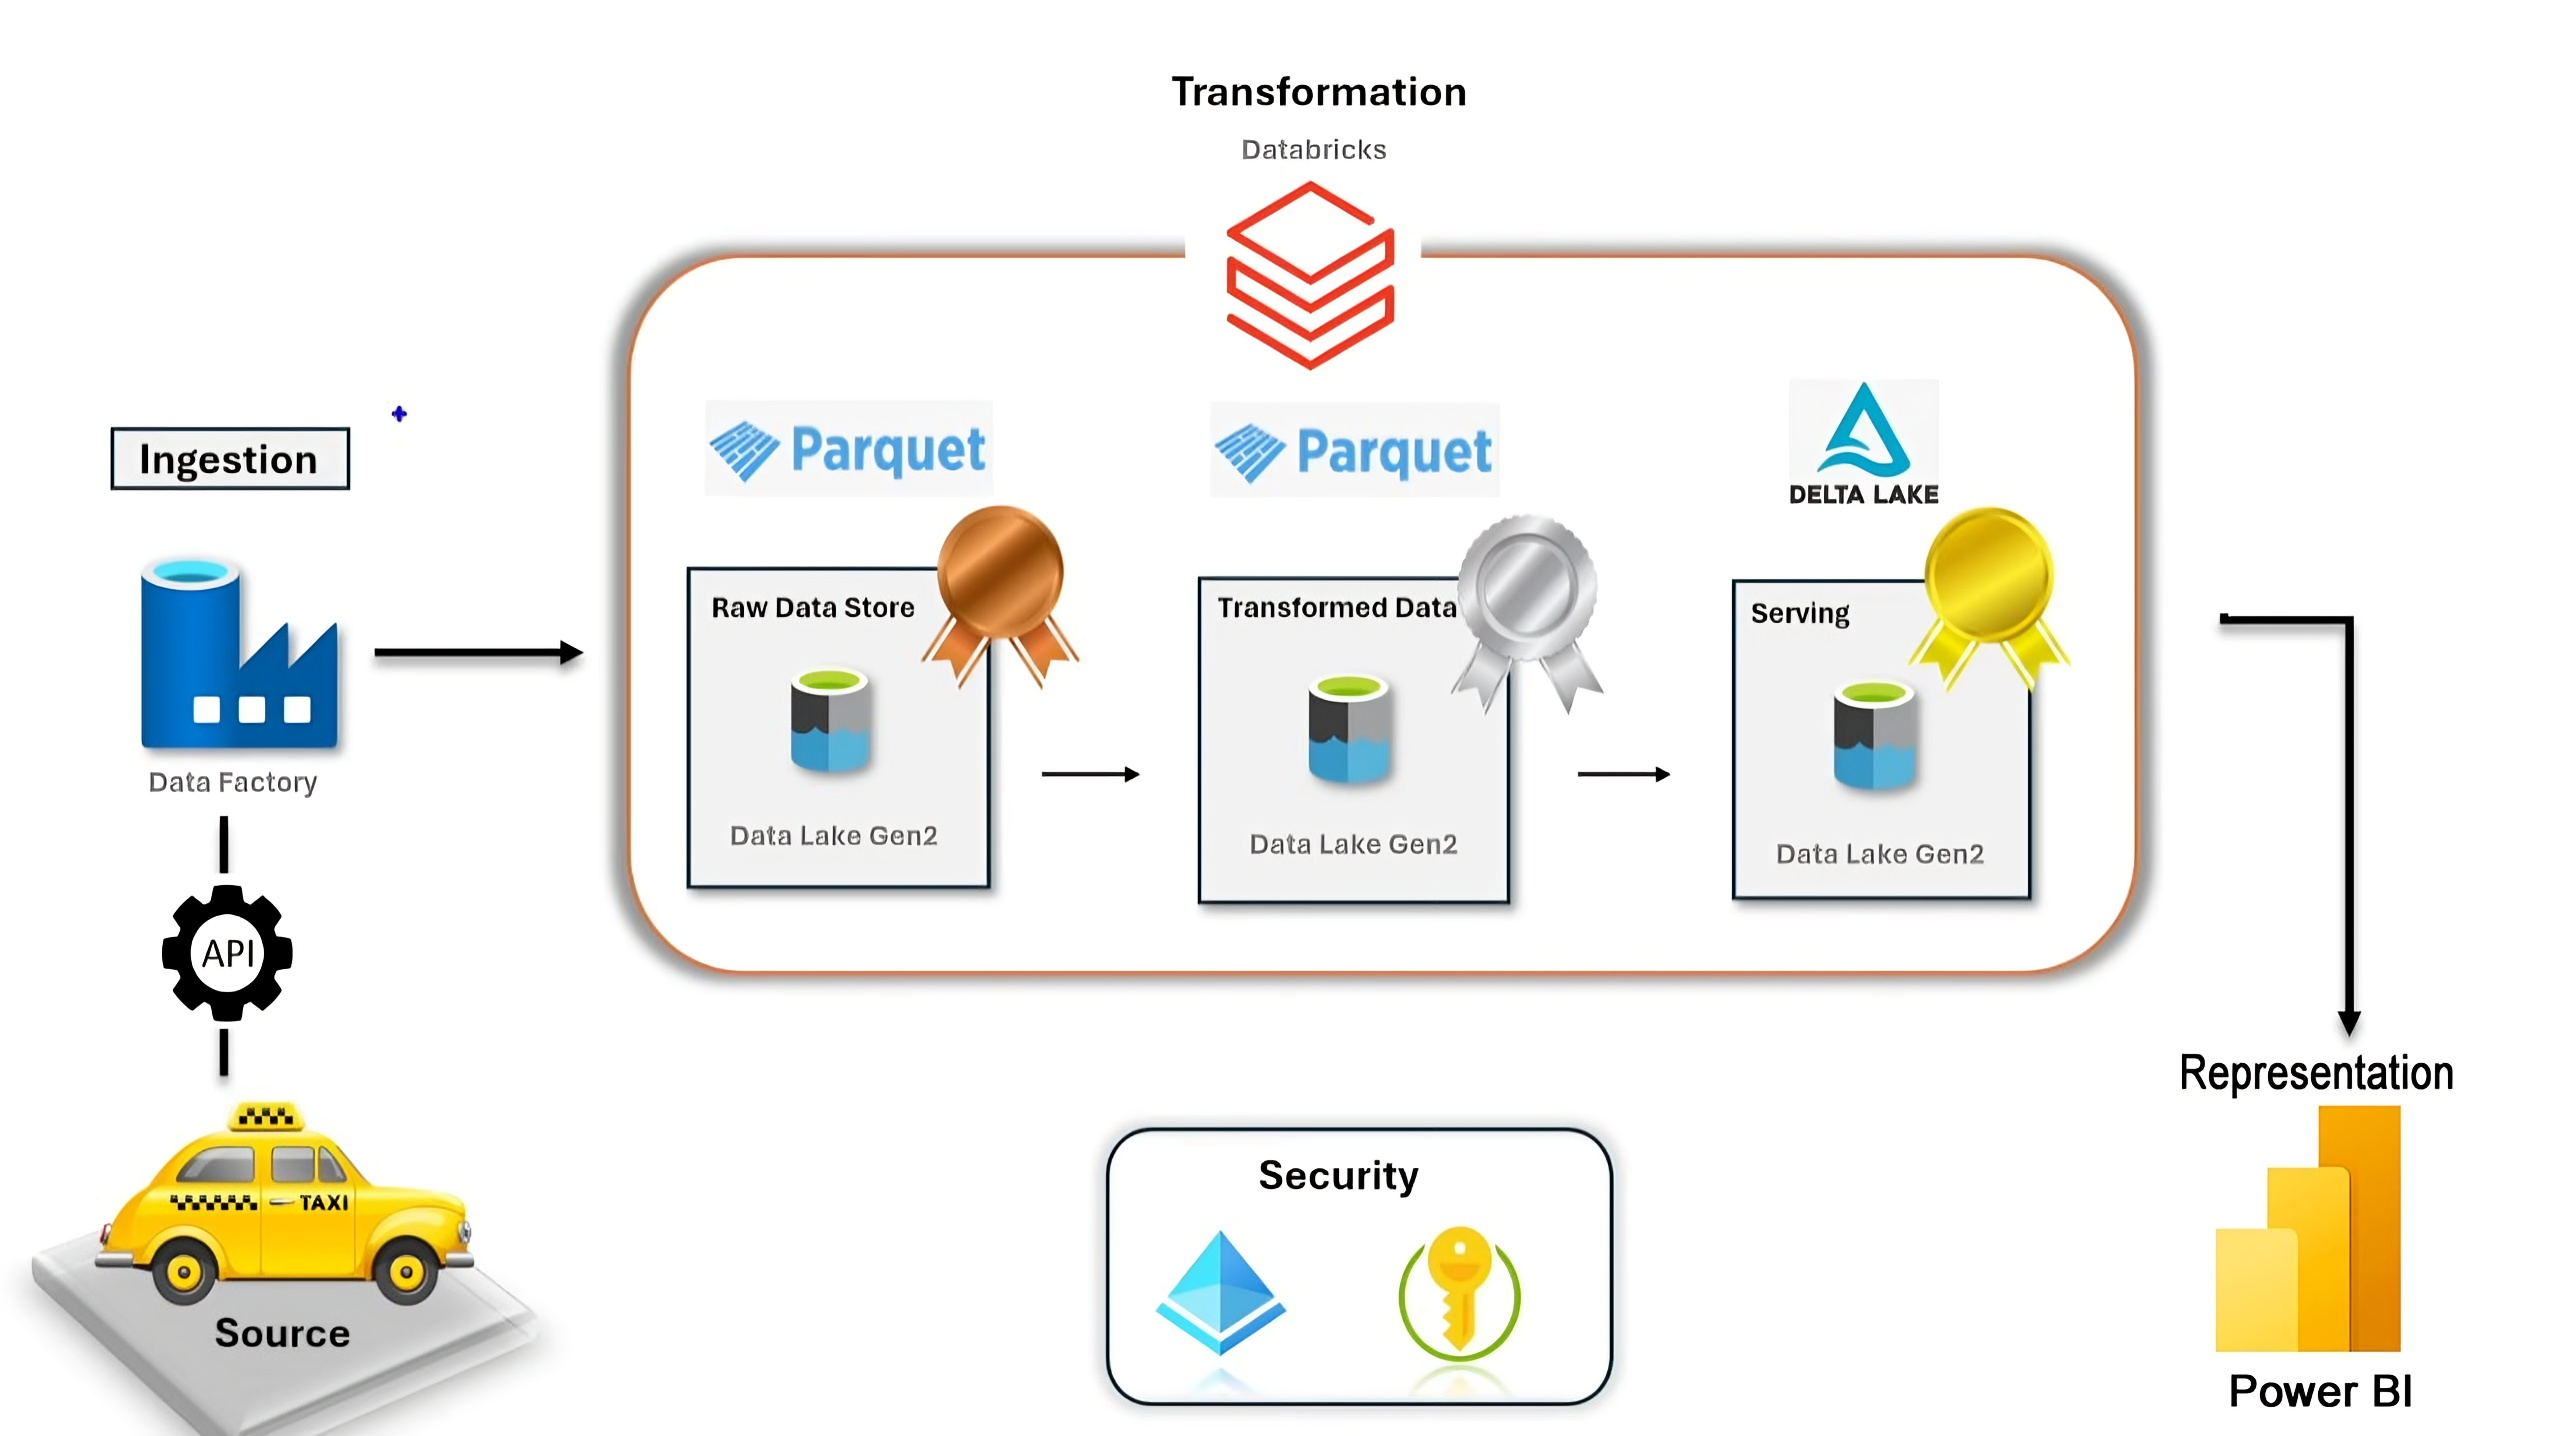 Transformation
Databricks
Ingestion
Parquet
Parquet
DELTA LAKE
Raw Data Store
Transformed Data
Serving
Data Factory
Data Lake Gen2
Data Lake Gen2
Data Lake Gen2
API
Representation
Security
TAXI
Source
Power BI